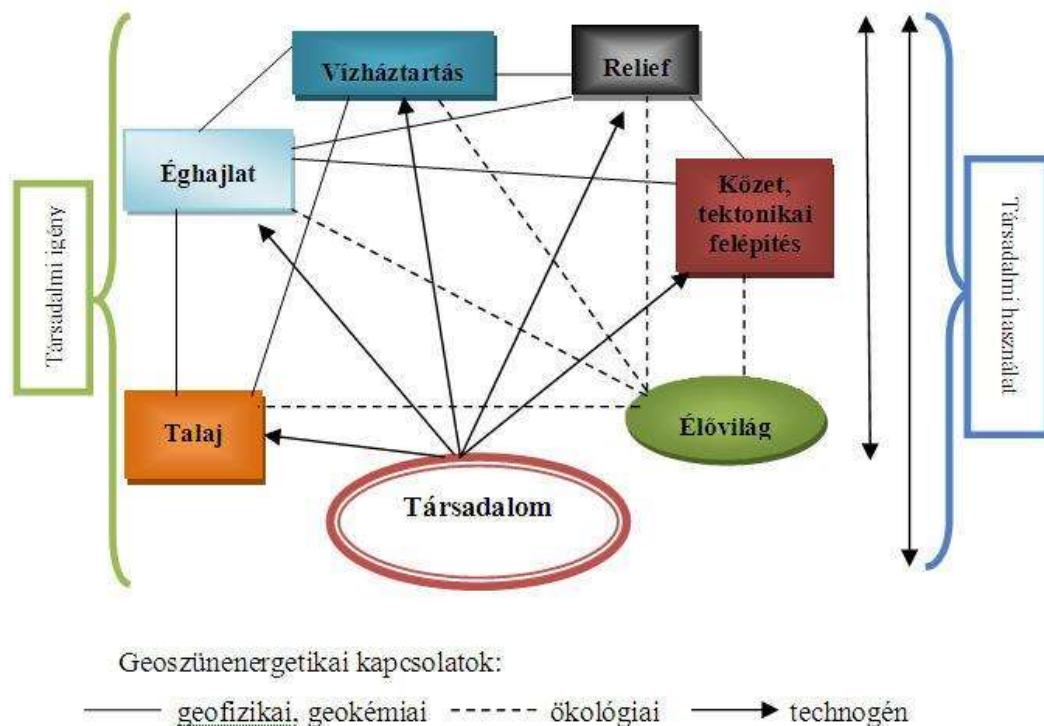 Vízháztartás
Relief
Éghajlat
Kőzet,
tektonikai
felépítés
Társadalmi igény
Társadalmi használat
Talaj
Élővilág
Társadalom
Geoszünenergetikai kapcsolatok:
geofizikai, geokémiai
ökológiai
technogén